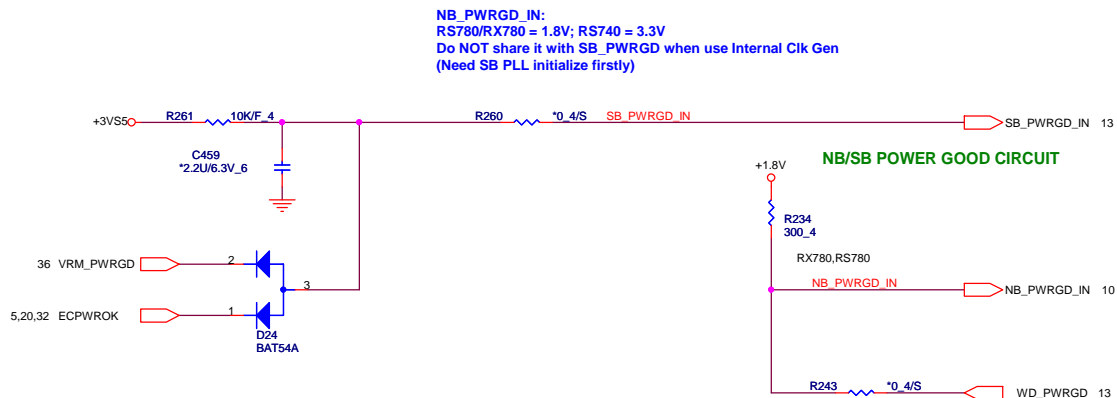 NB_PWRGD_IN:
RS780/RX780 = 1.8V; RS740 = 3.3V
Do NOT share it with SB_PWRGD when use Internal Clk Gen
(Need SB PLL initialize firstly)
+3VS5 R261 10K/F_4 R260 *0_4/S SB_PWRGD_IN SB_PWRGD_IN 13
C459
*2.2U/6.3V_6
NB/SB POWER GOOD CIRCUIT
+1.8V
R234
300_4
RX780,RS780
36 VRM_PWRGD 2
3 NB_PWRGD_IN NB_PWRGD_IN 10
5,20,32 ECPWROK 1
D24
BAT54A
R243 *0_4/S WD_PWRGD 13